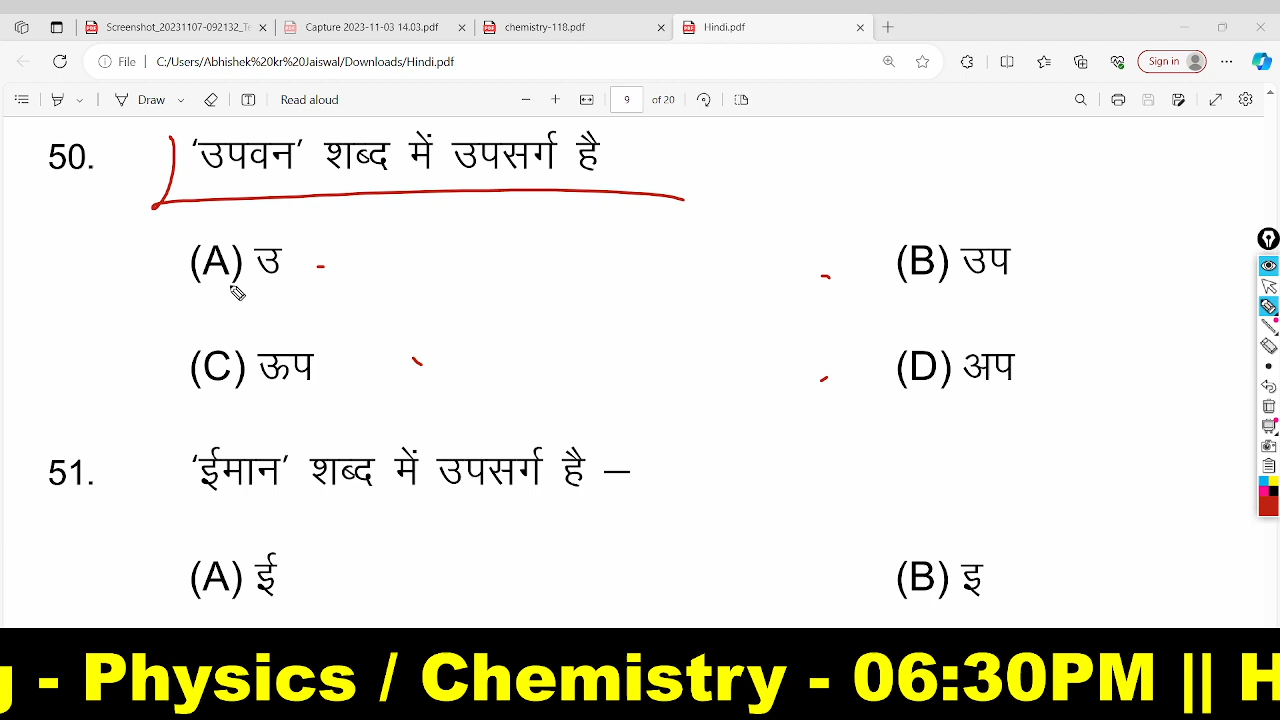 Screenshot_20231107-092132_Te
Capture 2023-11-03 14.03.pdf
chemistry-118.pdf
Hindi.pdf
File C:/Users/Abhishek%20kr%20Jaiswal/Downloads/Hindi.pdf
Sign in
Draw
Read aloud
9 of 20
50. ‘उपवन’ शब्द में उपसर्ग है
(A) उ (B) उप
(C) ऊप (D) अप
51. ‘ईमान’ शब्द में उपसर्ग है –
(A) ई (B) इ
g - Physics / Chemistry - 06:30PM || H